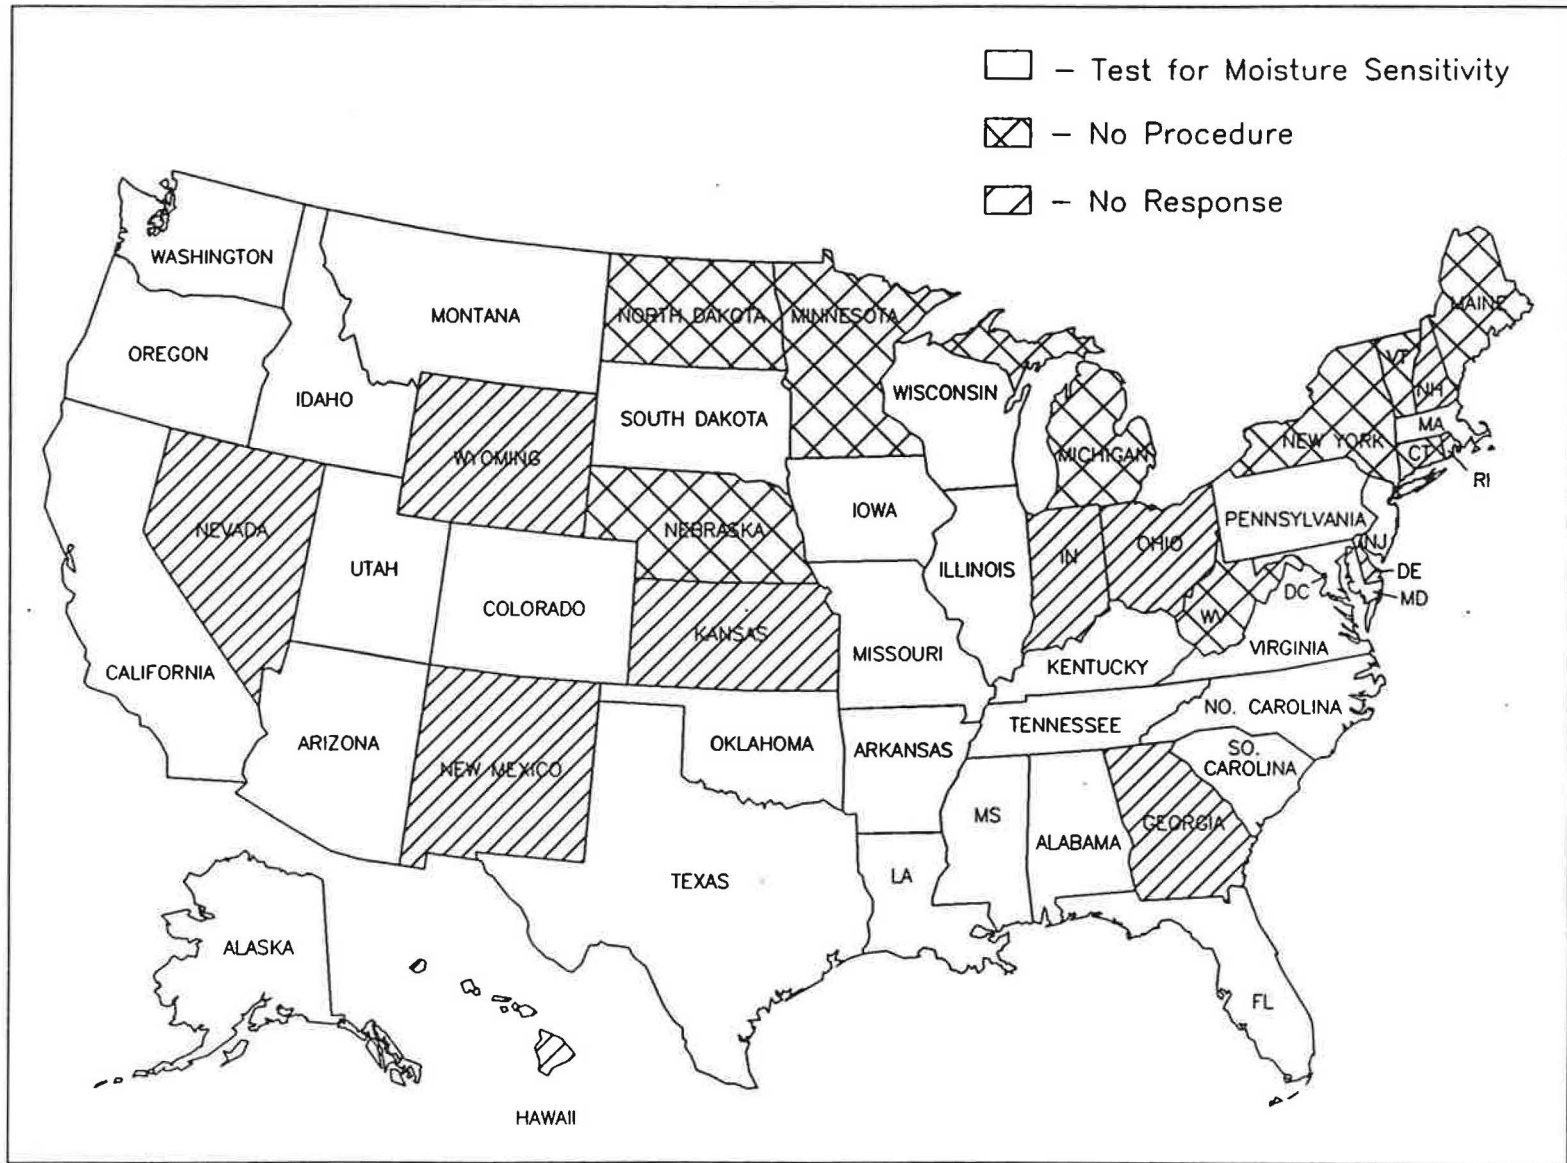 – Test for Moisture Sensitivity
– No Procedure
– No Response
WASHINGTON
OREGON
IDAHO
MONTANA
NORTH DAKOTA
MINNESOTA
SOUTH DAKOTA
WISCONSIN
MICHIGAN
MAINE
VT
NH
MA
NEW YORK
CT
RI
WYOMING
NEVADA
UTAH
COLORADO
NEBRASKA
KANSAS
IOWA
ILLINOIS
IN
OHIO
PENNSYLVANIA
NJ
DE
MD
DC
WV
VIRGINIA
KENTUCKY
MISSOURI
CALIFORNIA
ARIZONA
NEW MEXICO
OKLAHOMA
ARKANSAS
TENNESSEE
NO. CAROLINA
SO.
CAROLINA
GEORGIA
ALABAMA
MS
LA
TEXAS
FL
ALASKA
HAWAII